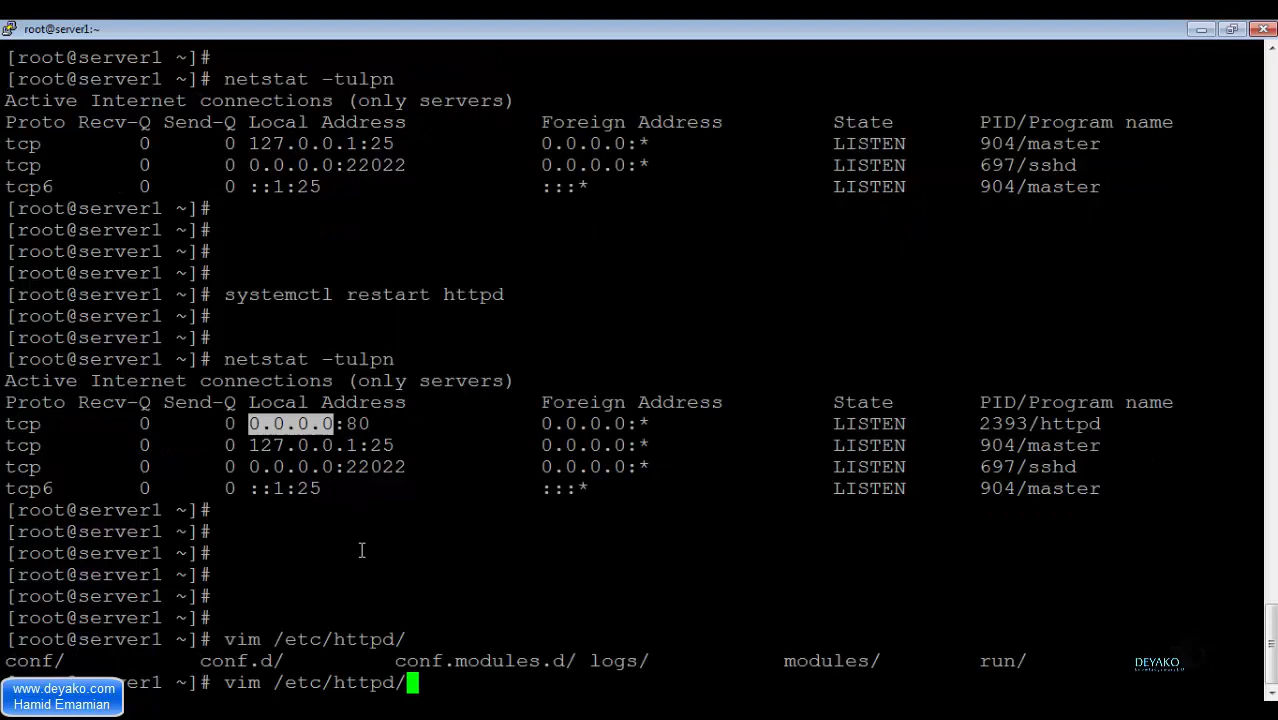 root@server1:~
[root@server1 ~]#
[root@server1 ~]# netstat -tulpn
Active Internet connections (only servers)
Proto Recv-Q Send-Q Local Address Foreign Address State PID/Program name
tcp 0 0 127.0.0.1:25 0.0.0.0:* LISTEN 904/master
tcp 0 0 0.0.0.0:22022 0.0.0.0:* LISTEN 697/sshd
tcp6 0 0 ::1:25 :::* LISTEN 904/master
[root@server1 ~]#
[root@server1 ~]#
[root@server1 ~]#
[root@server1 ~]#
[root@server1 ~]# systemctl restart httpd
[root@server1 ~]#
[root@server1 ~]#
[root@server1 ~]# netstat -tulpn
Active Internet connections (only servers)
Proto Recv-Q Send-Q Local Address Foreign Address State PID/Program name
tcp 0 0 0.0.0.0:80 0.0.0.0:* LISTEN 2393/httpd
tcp 0 0 127.0.0.1:25 0.0.0.0:* LISTEN 904/master
tcp 0 0 0.0.0.0:22022 0.0.0.0:* LISTEN 697/sshd
tcp6 0 0 ::1:25 :::* LISTEN 904/master
[root@server1 ~]#
[root@server1 ~]#
[root@server1 ~]#
[root@server1 ~]#
[root@server1 ~]#
[root@server1 ~]#
[root@server1 ~]# vim /etc/httpd/
conf/ conf.d/ conf.modules.d/ logs/ modules/ run/
[root@server1 ~]# vim /etc/httpd/
DEYAKO
www.deyako.com
Hamid Emamian